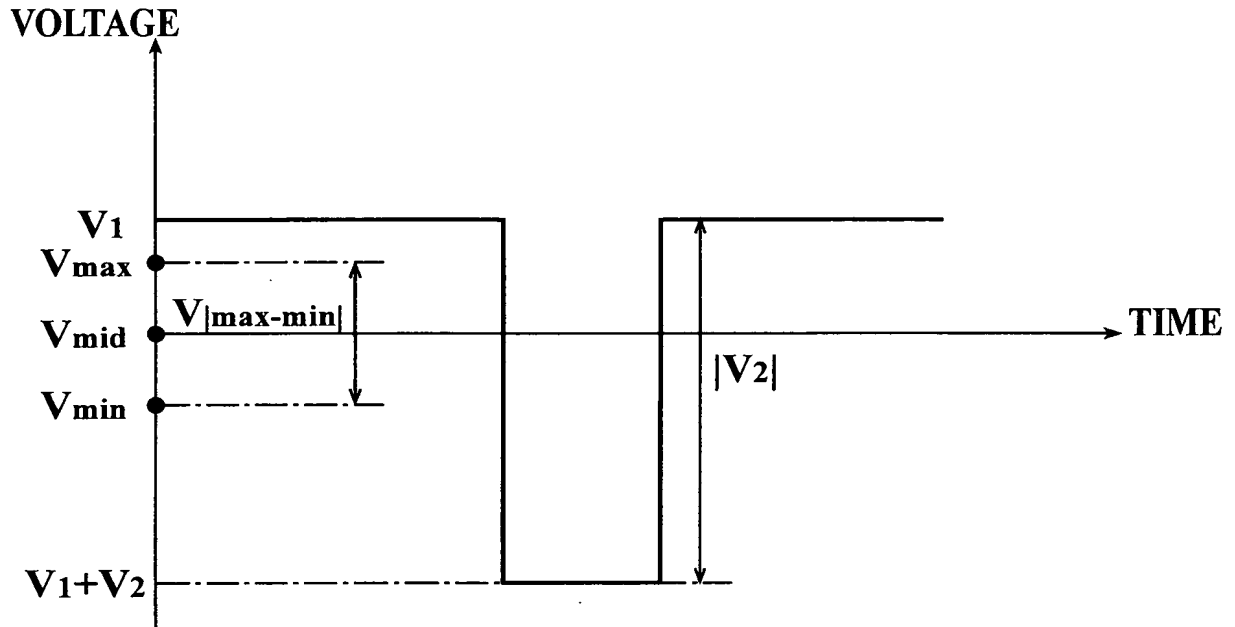 VOLTAGE
V1
Vmax
V|max-min|
Vmid
TIME
|V2|
Vmin
V1+V2